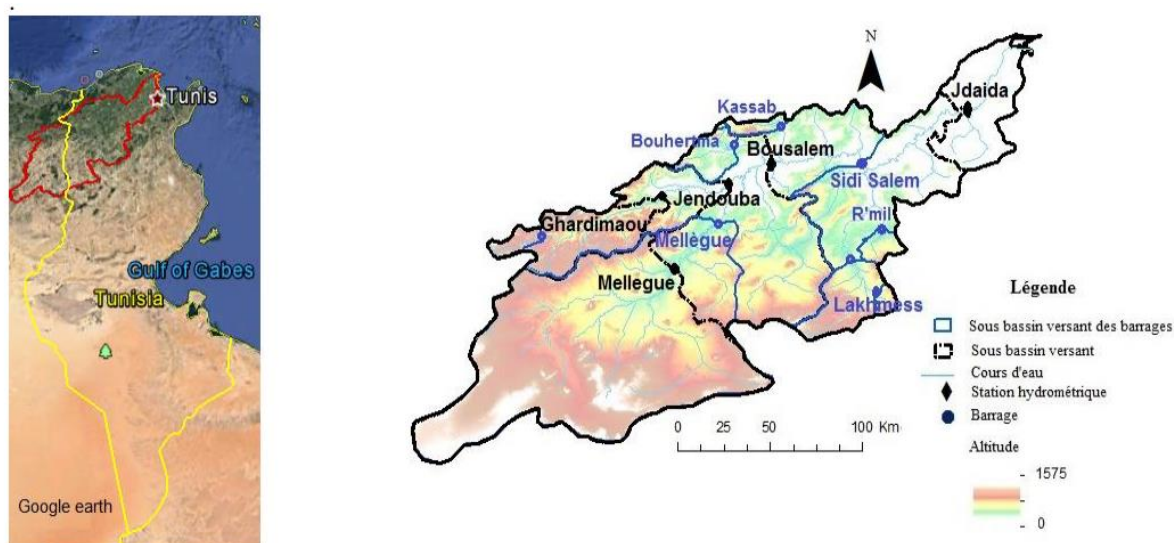 .
Tunis
Gulf of Gabes
Tunisia
Google earth
N
Jdaida
Kassab
Bouhertma
Bousalem
Sidi Salem
Jendouba
R'mil
Ghardimaou
Mellegue
Mellegue
Lakhmess
Légende
Sous bassin versant des barrages
Sous bassin versant
Cours d'eau
Station hydrométrique
Barrage
0 25 50 100 Km
Altitude
1575
0